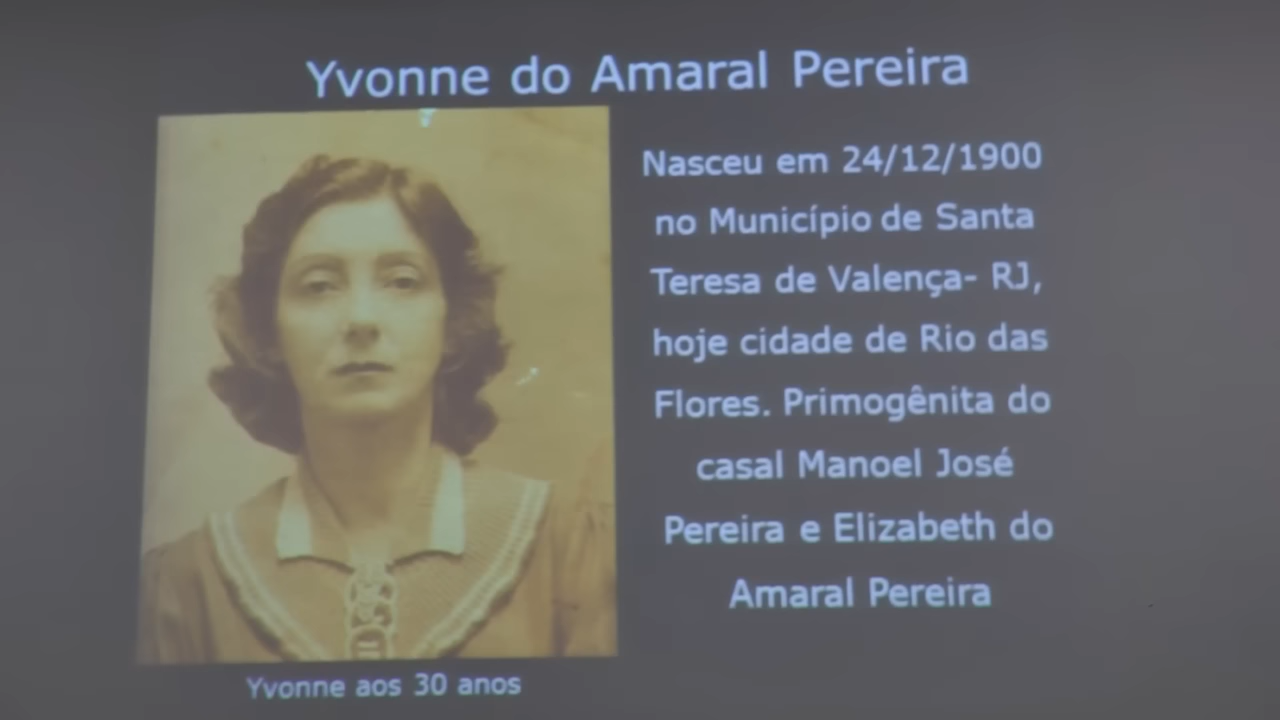 Yvonne do Amaral Pereira
Nasceu em 24/12/1900
no Município de Santa
Teresa de Valença- RJ,
hoje cidade de Rio das
Flores. Primogênita do
casal Manoel José
Pereira e Elizabeth do
Amaral Pereira
Yvonne aos 30 anos